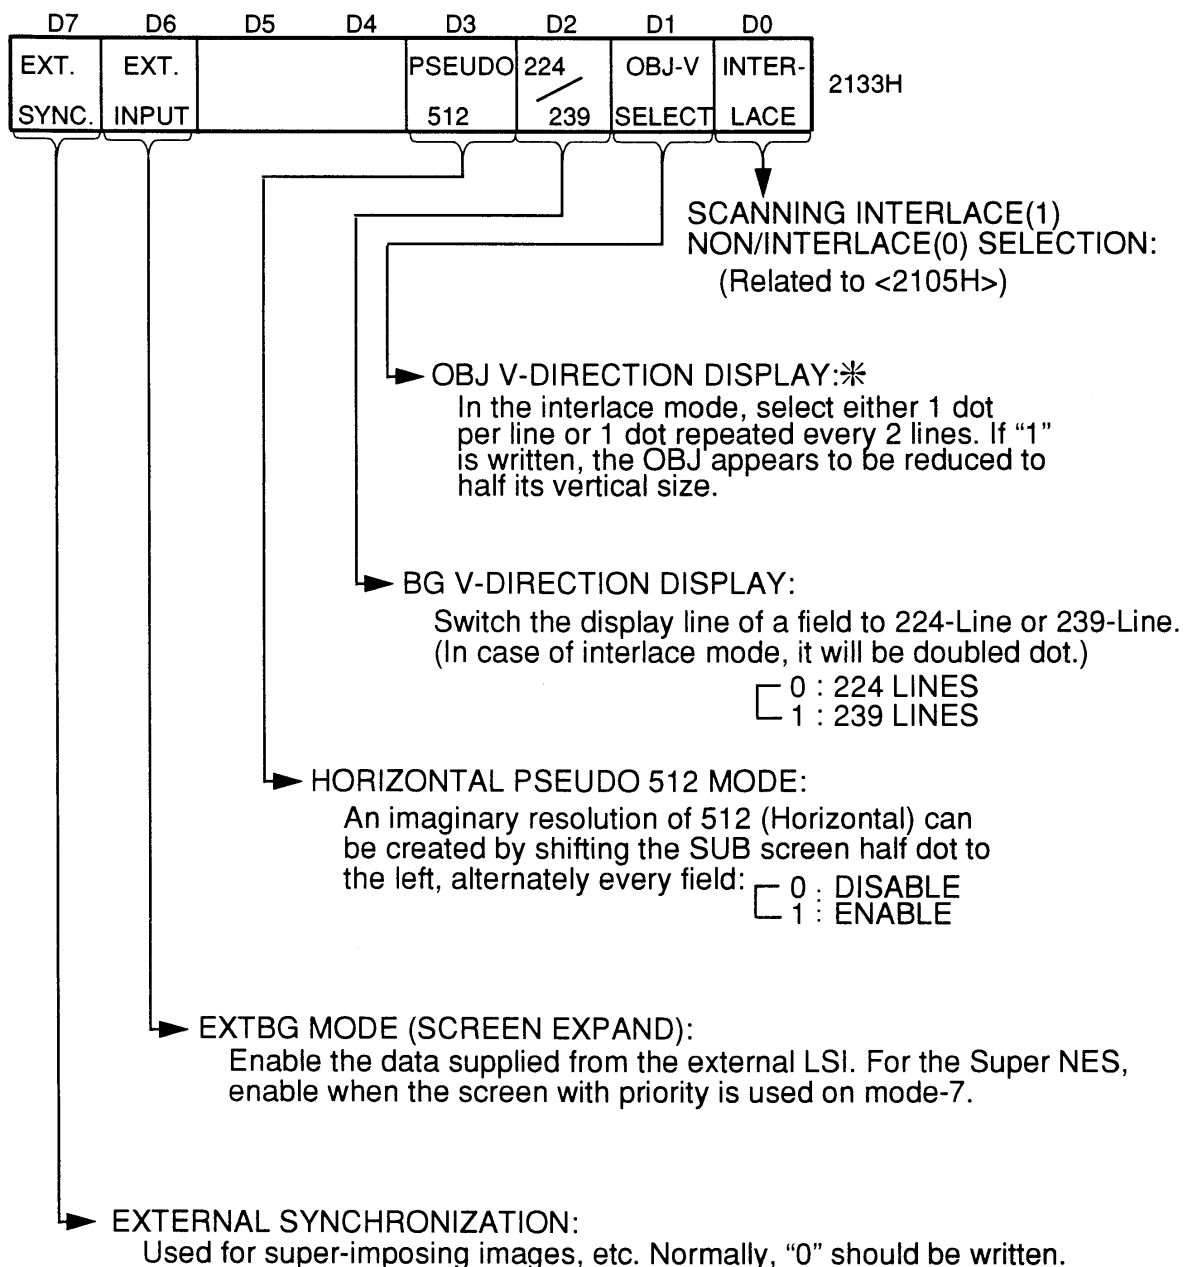 D7 D6 D5 D4 D3 D2 D1 D0
EXT. EXT. PSEUDO 224 OBJ-V INTER-
2133H
SYNC. INPUT 512 239 SELECT LACE
SCANNING INTERLACE(1)
NON/INTERLACE(0) SELECTION:
(Related to <2105H>)
OBJ V-DIRECTION DISPLAY:✳
In the interlace mode, select either 1 dot
per line or 1 dot repeated every 2 lines. If “1”
is written, the OBJ appears to be reduced to
half its vertical size.
BG V-DIRECTION DISPLAY:
Switch the display line of a field to 224-Line or 239-Line.
(In case of interlace mode, it will be doubled dot.)
0 : 224 LINES
1 : 239 LINES
HORIZONTAL PSEUDO 512 MODE:
An imaginary resolution of 512 (Horizontal) can
be created by shifting the SUB screen half dot to
the left, alternately every field:
0 : DISABLE
1 : ENABLE
EXTBG MODE (SCREEN EXPAND):
Enable the data supplied from the external LSI. For the Super NES,
enable when the screen with priority is used on mode-7.
EXTERNAL SYNCHRONIZATION:
Used for super-imposing images, etc. Normally, “0” should be written.